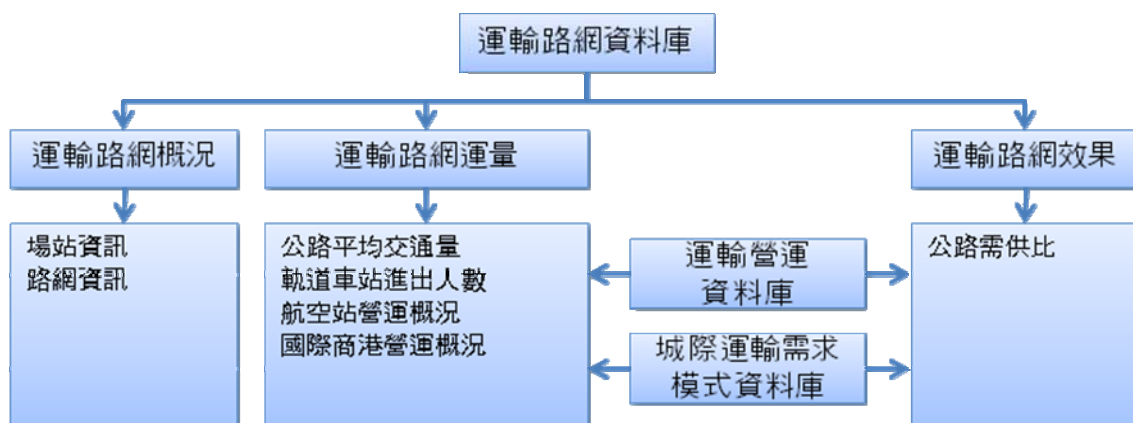 運輸路網資料庫
運輸路網概況
運輸路網運量
運輸路網效果
場站資訊
路網資訊
公路平均交通量
軌道車站進出人數
航空站營運概況
國際商港營運概況
運輸營運
資料庫
城際運輸需求
模式資料庫
公路需供比